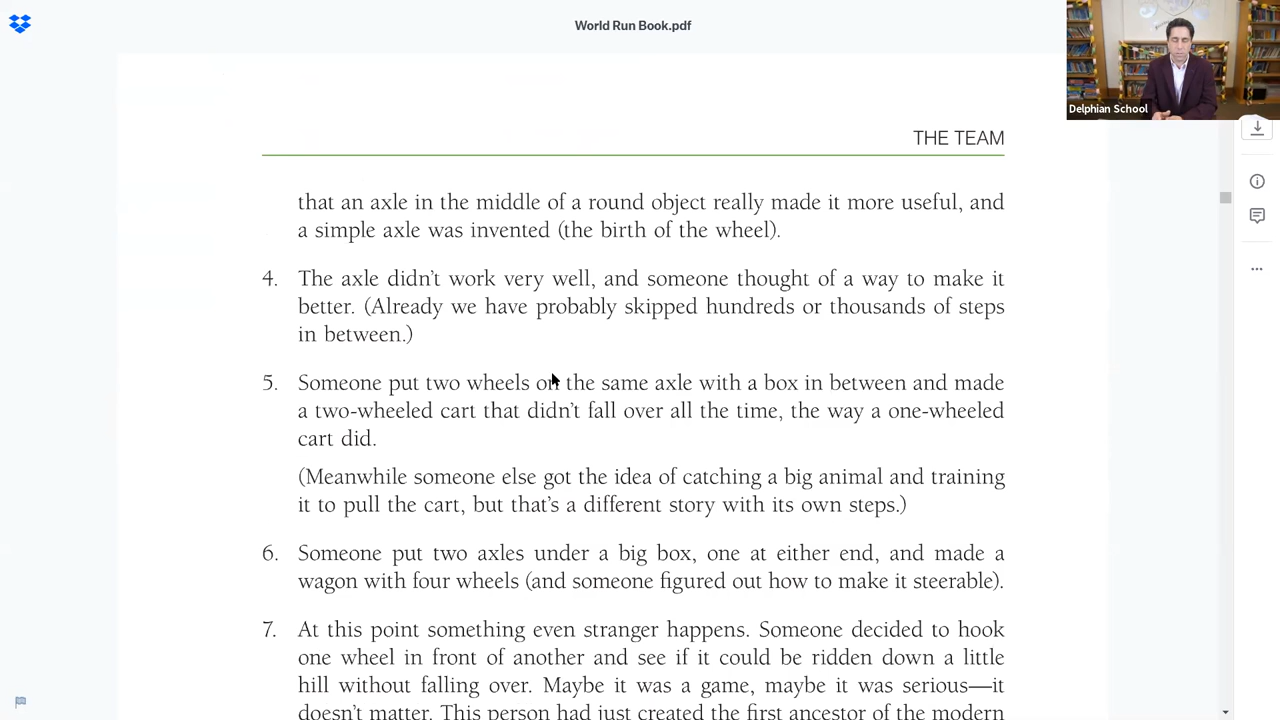 World Run Book.pdf
Delphian School
THE TEAM
that an axle in the middle of a round object really made it more useful, and
a simple axle was invented (the birth of the wheel).
4. The axle didn’t work very well, and someone thought of a way to make it
better. (Already we have probably skipped hundreds or thousands of steps
in between.)
5. Someone put two wheels on the same axle with a box in between and made
a two-wheeled cart that didn’t fall over all the time, the way a one-wheeled
cart did.
(Meanwhile someone else got the idea of catching a big animal and training
it to pull the cart, but that’s a different story with its own steps.)
6. Someone put two axles under a big box, one at either end, and made a
wagon with four wheels (and someone figured out how to make it steerable).
7. At this point something even stranger happens. Someone decided to hook
one wheel in front of another and see if it could be ridden down a little
hill without falling over. Maybe it was a game, maybe it was serious—it
doesn’t matter. This person had just created the first ancestor of the modern